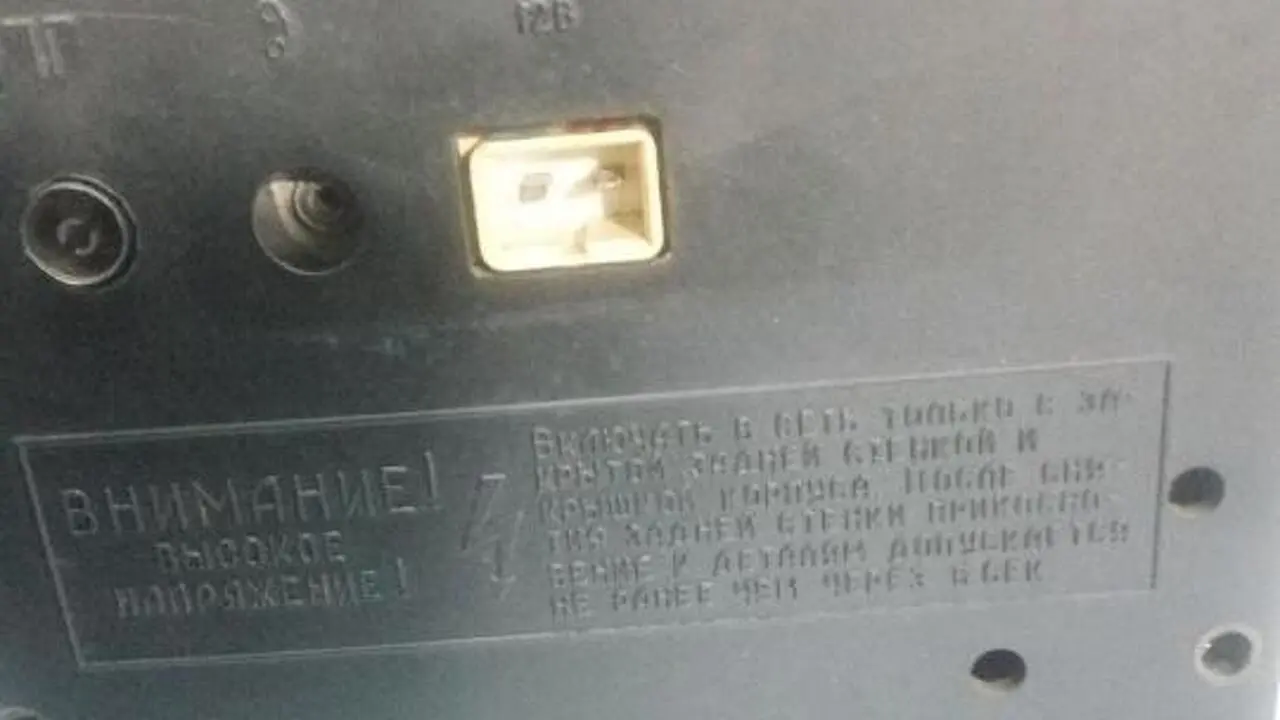 12В
ВНИМАНИЕ!
ВЫСОКОЕ
НАПРЯЖЕНИЕ!
ВКЛЮЧАТЬ В СЕТЬ ТОЛЬКО С ЗА-
КРЫТОЙ ЗАДНЕЙ СТЕНКОЙ И
КРЫШКОЙ КОРПУСА. ПОСЛЕ СНЯ-
ТИЯ ЗАДНЕЙ СТЕНКИ ПРИКОСНО-
ВЕНИЕ К ДЕТАЛЯМ ДОПУСКАЕТСЯ
НЕ РАНЕЕ ЧЕМ ЧЕРЕЗ СЕК